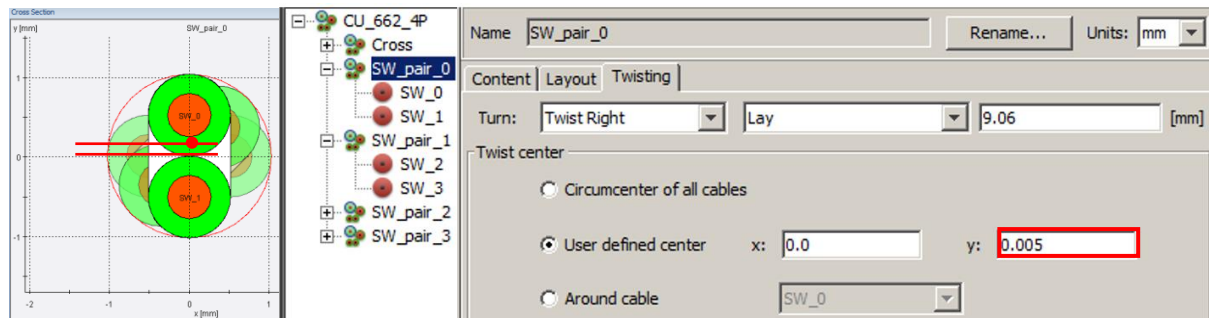 Cross Section
y [mm]
SW_pair_0
1
SW_0
0
SW_1
-1
-2
-1
0
1
x [mm]
CU_662_4P
Cross
SW_pair_0
SW_0
SW_1
SW_pair_1
SW_2
SW_3
SW_pair_2
SW_pair_3
Name SW_pair_0 Rename... Units: mm
Content Layout Twisting
Turn: Twist Right Lay 9.06 [mm]
Twist center
Circumcenter of all cables
User defined center x: 0.0 y: 0.005
Around cable SW_0